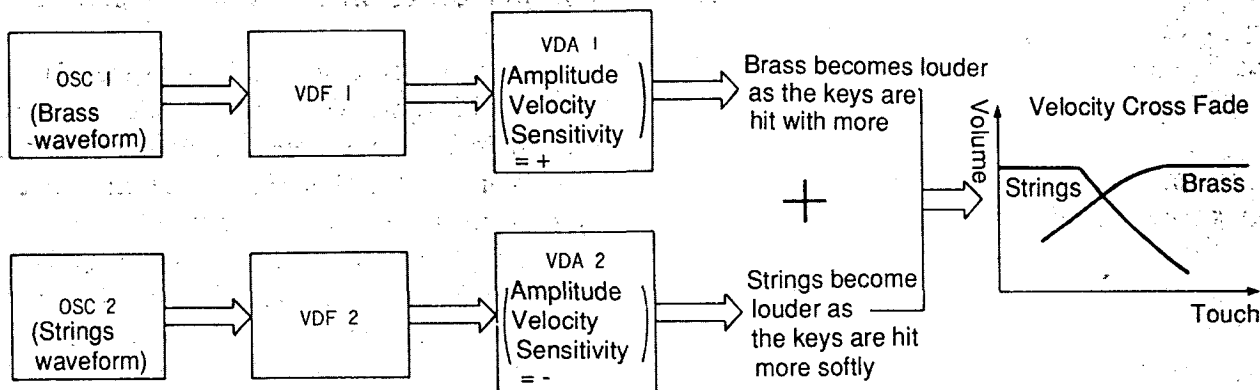 OSC 1
(Brass
waveform)
VDF 1
VDA 1
(Amplitude
Velocity
Sensitivity)
= +
Brass becomes louder
as the keys are
hit with more
+
OSC 2
(Strings
waveform)
VDF 2
VDA 2
(Amplitude
Velocity
Sensitivity)
= -
Strings become
louder as
the keys are hit
more softly
Velocity Cross Fade
Volume
Strings
Brass
Touch